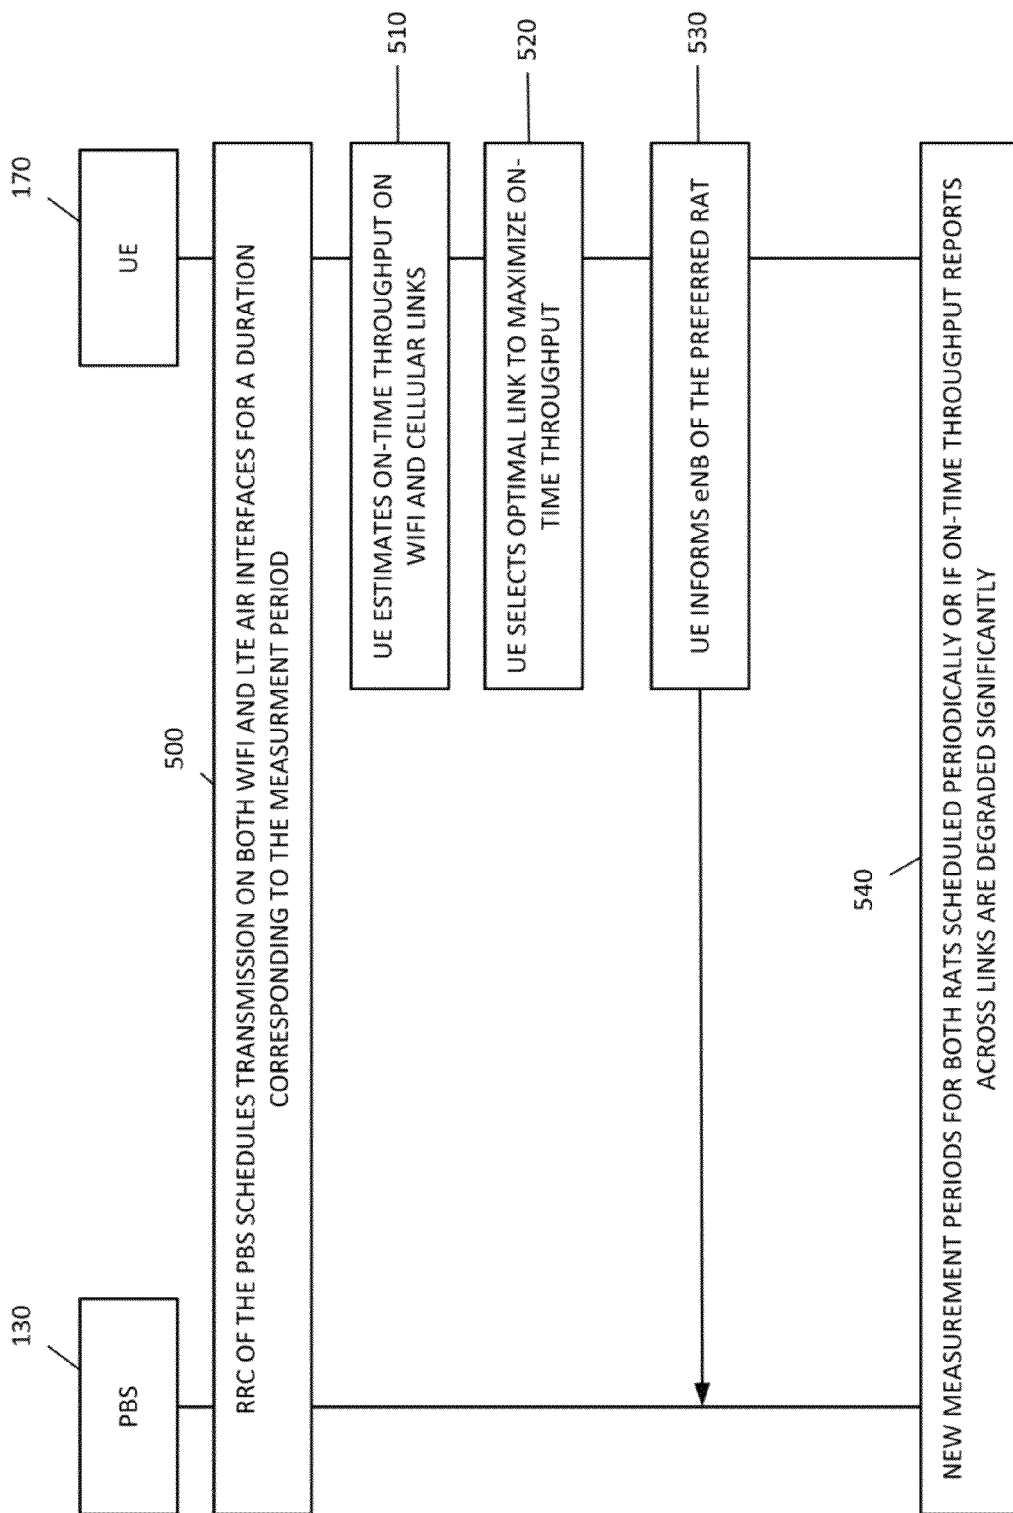 130
PBS
170
UE
500
RRC OF THE PBS SCHEDULES TRANSMISSION ON BOTH WIFI AND LTE AIR INTERFACES FOR A DURATION
CORRESPONDING TO THE MEASURMENT PERIOD
510
UE ESTIMATES ON-TIME THROUGHPUT ON
WIFI AND CELLULAR LINKS
520
UE SELECTS OPTIMAL LINK TO MAXIMIZE ON-
TIME THROUGHPUT
530
UE INFORMS eNB OF THE PREFERRED RAT
540
NEW MEASUREMENT PERIODS FOR BOTH RATS SCHEDULED PERIODICALLY OR IF ON-TIME THROUGHPUT REPORTS
ACROSS LINKS ARE DEGRADED SIGNIFICANTLY